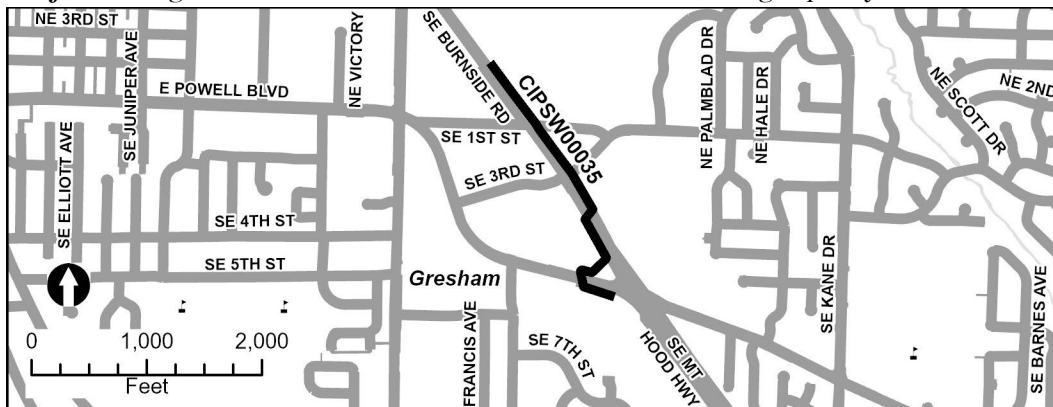 NE 3RD ST
SE JUNIPER AVE
E POWELL BLVD
NE VICTORY
SE BURNSIDE RD
CIPSW00035
SE 1ST ST
SE 3RD ST
NE PALMBLAD DR
NE HALE DR
NE SCOTT DR
NE 2ND
SE ELLIOTT AVE
SE 4TH ST
SE 5TH ST
Gresham
FRANCIS AVE
SE 7TH ST
SE MT
HOOD HWY
SE KANE DR
SE BARNES AVE
0 1,000 2,000
Feet